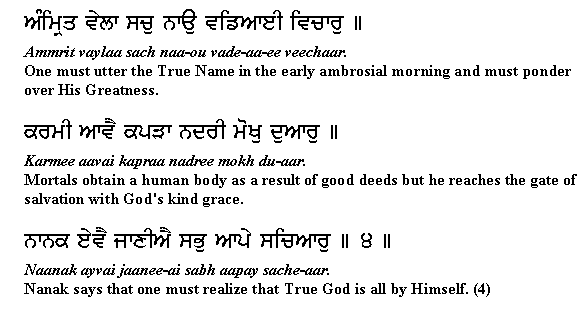 ਅੰਮ੍ਰਿਤ ਵੇਲਾ ਸਚੁ ਨਾਉ ਵਡਿਆਈ ਵਿਚਾਰੁ ॥
Ammrit vaylaa sach naa-ou vade-aa-ee veechaar.
One must utter the True Name in the early ambrosial morning and must ponder
over His Greatness.
ਕਰਮੀ ਆਵੈ ਕਪੜਾ ਨਦਰੀ ਮੋਖੁ ਦੁਆਰੁ ॥
Karmee aavai kapraa nadree mokh du-aar.
Mortals obtain a human body as a result of good deeds but he reaches the gate of
salvation with God's kind grace.
ਨਾਨਕ ਏਵੈ ਜਾਣੀਐ ਸਭੁ ਆਪੇ ਸਚਿਆਰੁ ॥ ੪ ॥
Naanak ayvai jaanee-ai sabh aapay sache-aar.
Nanak says that one must realize that True God is all by Himself. (4)